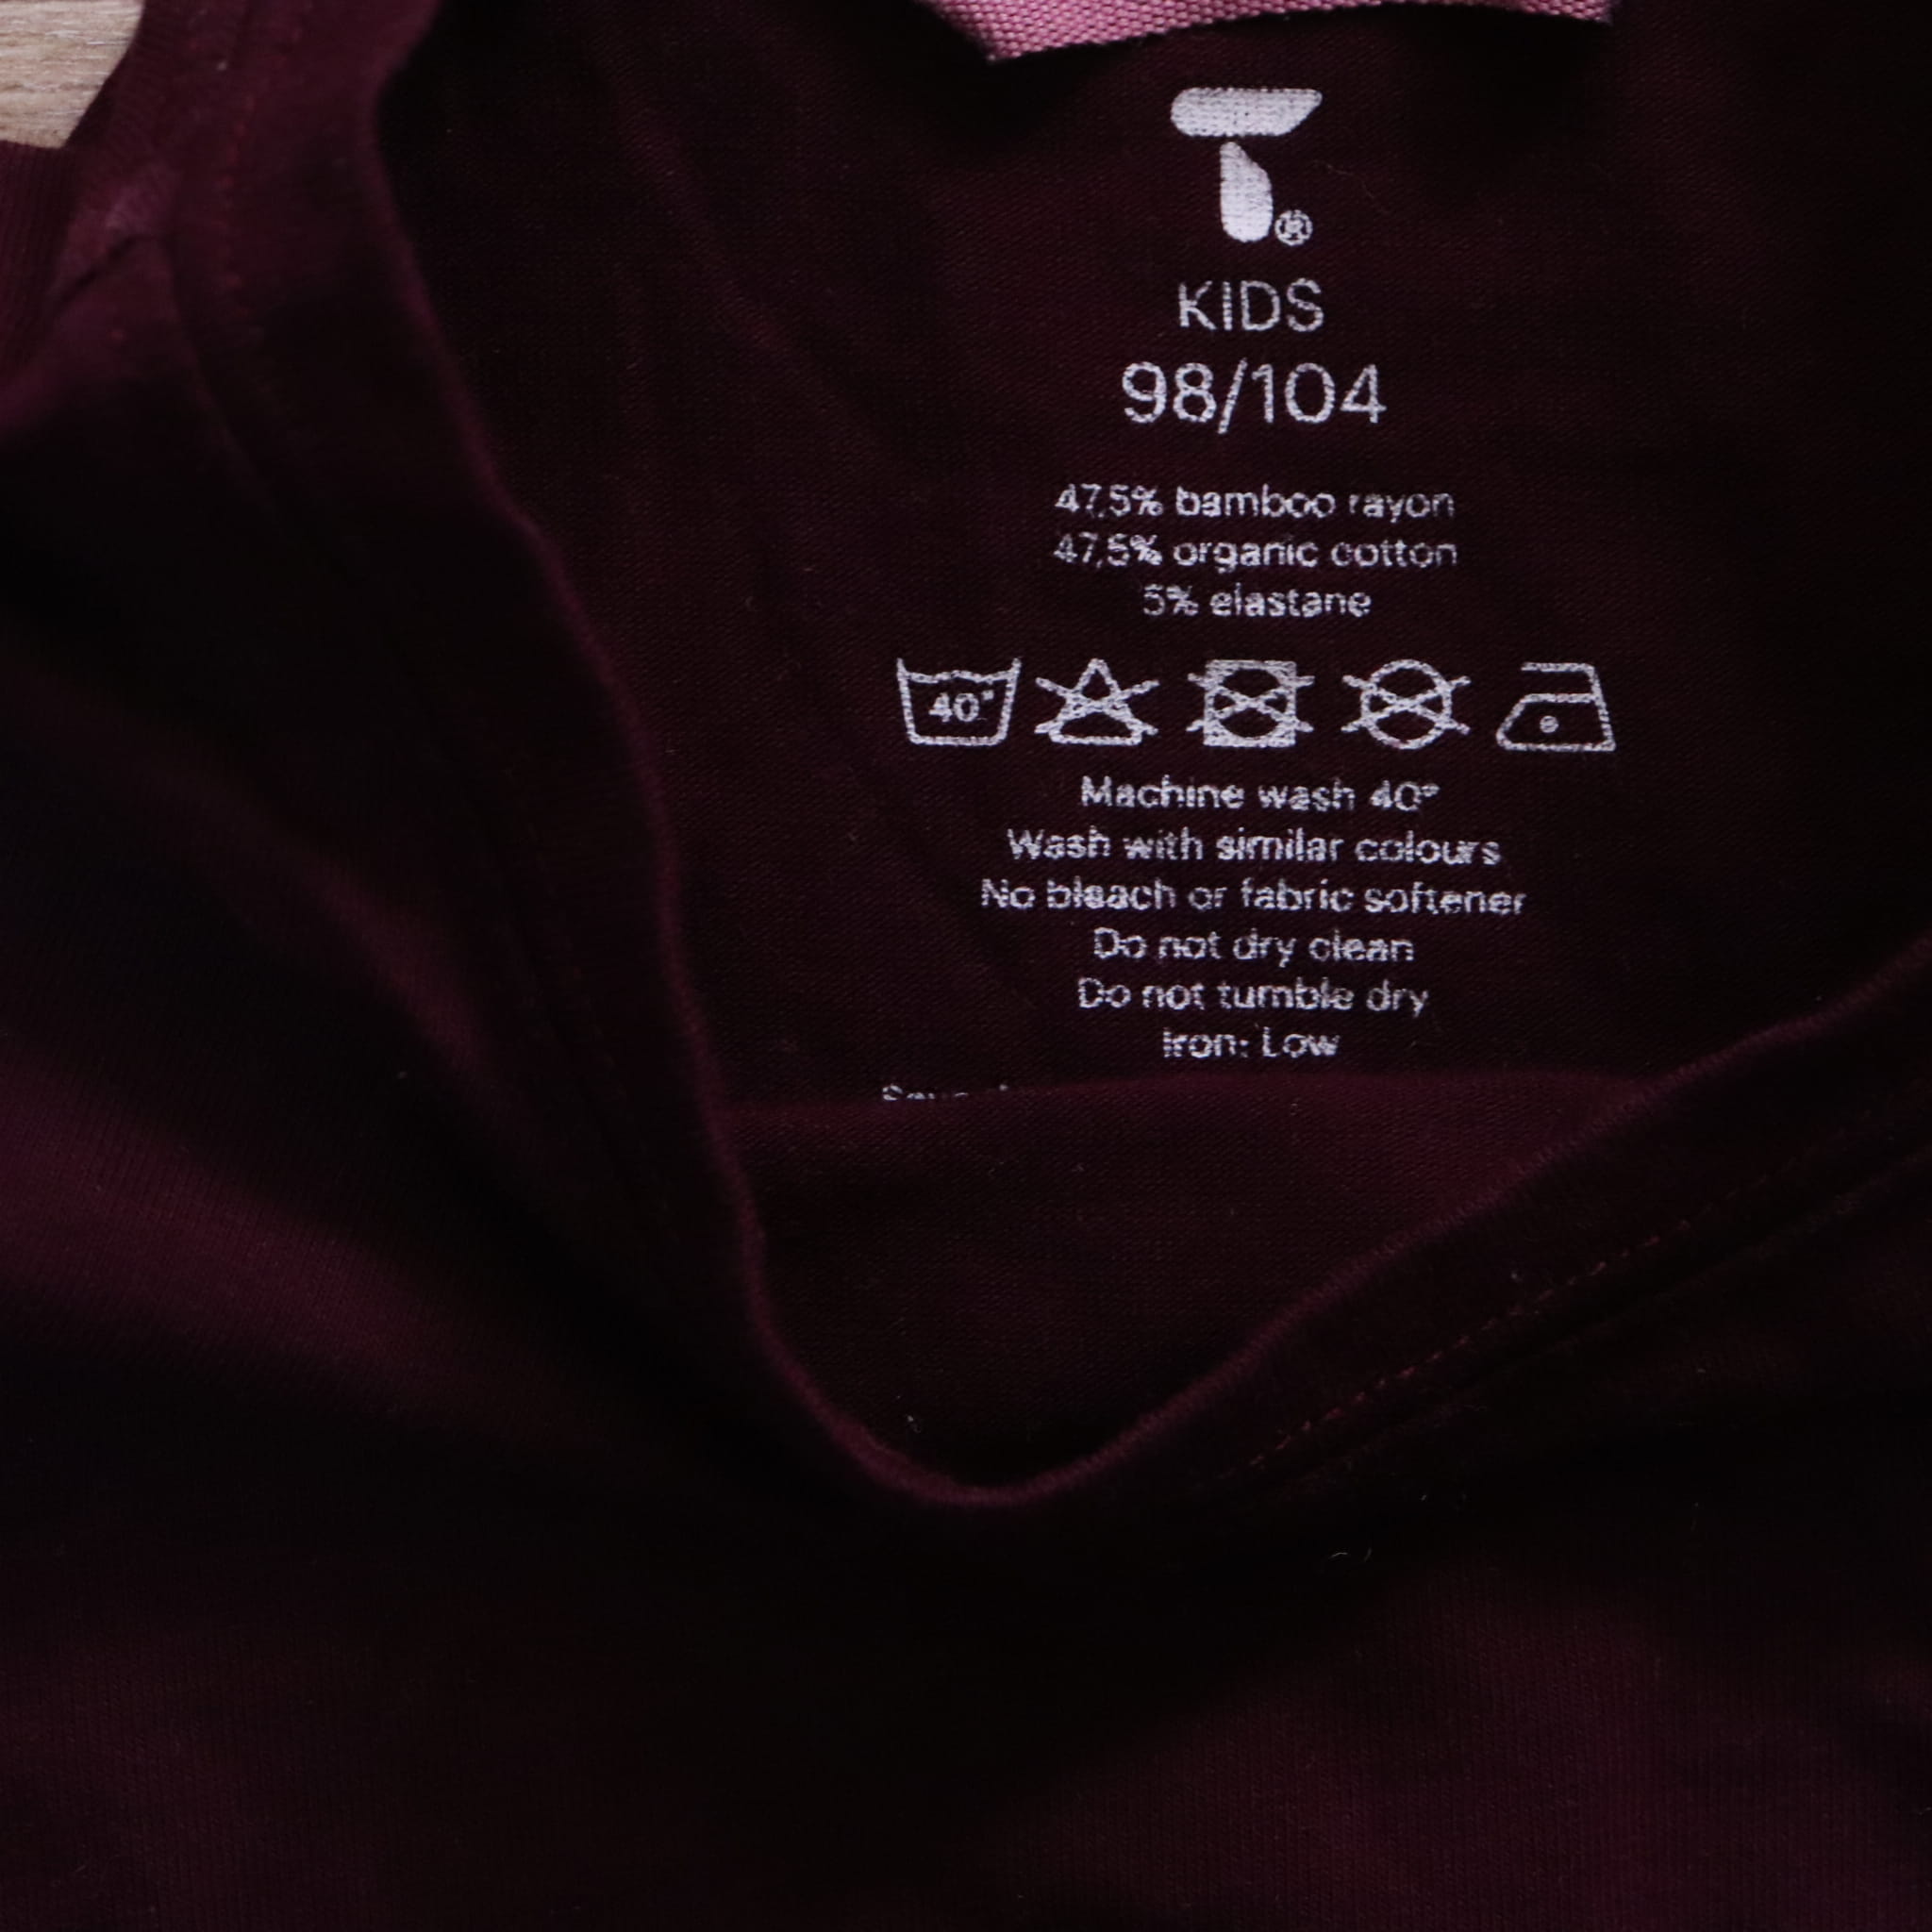 T®
KIDS
98/104
47,5% bamboo rayon
47,5% organic cotton
5% elastane
40°
Machine wash 40°
Wash with similar colours
No bleach or fabric softener
Do not dry clean
Do not tumble dry
Iron: Low